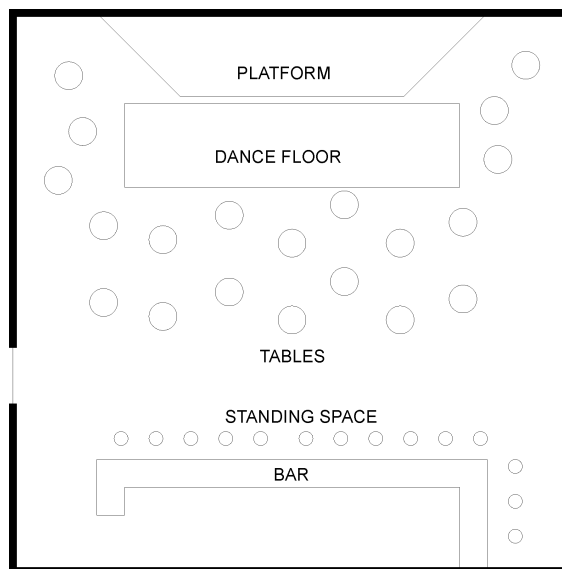 PLATFORM
DANCE FLOOR
TABLES
STANDING SPACE
BAR